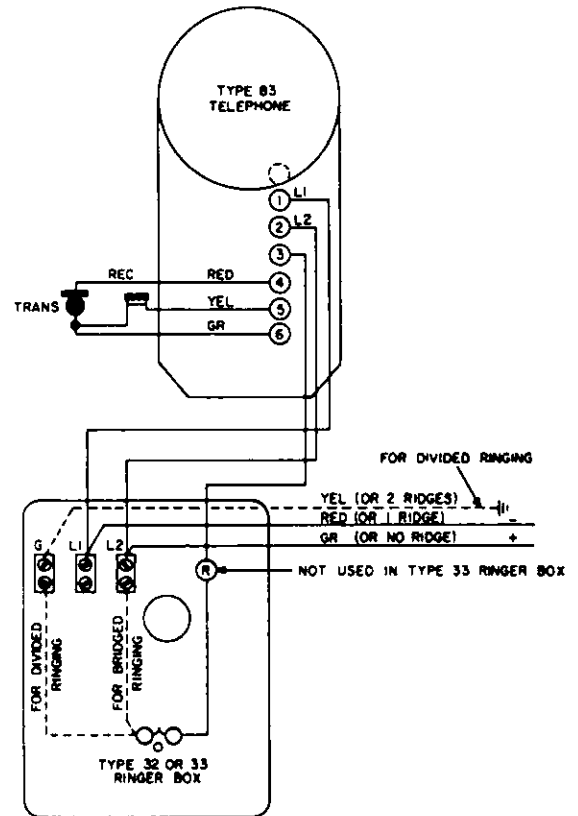 TYPE 83
TELEPHONE
L1
1
L2
2
3
REC
RED
4
TRANS
YEL
5
GR
6
FOR DIVIDED RINGING
YEL (OR 2 RIDGES)
RED (OR 1 RIDGE)
-
GR (OR NO RIDGE)
+
G
L1
L2
R
NOT USED IN TYPE 33 RINGER BOX
FOR DIVIDED
RINGING
FOR BRIDGED
RINGING
TYPE 32 OR 33
RINGER BOX